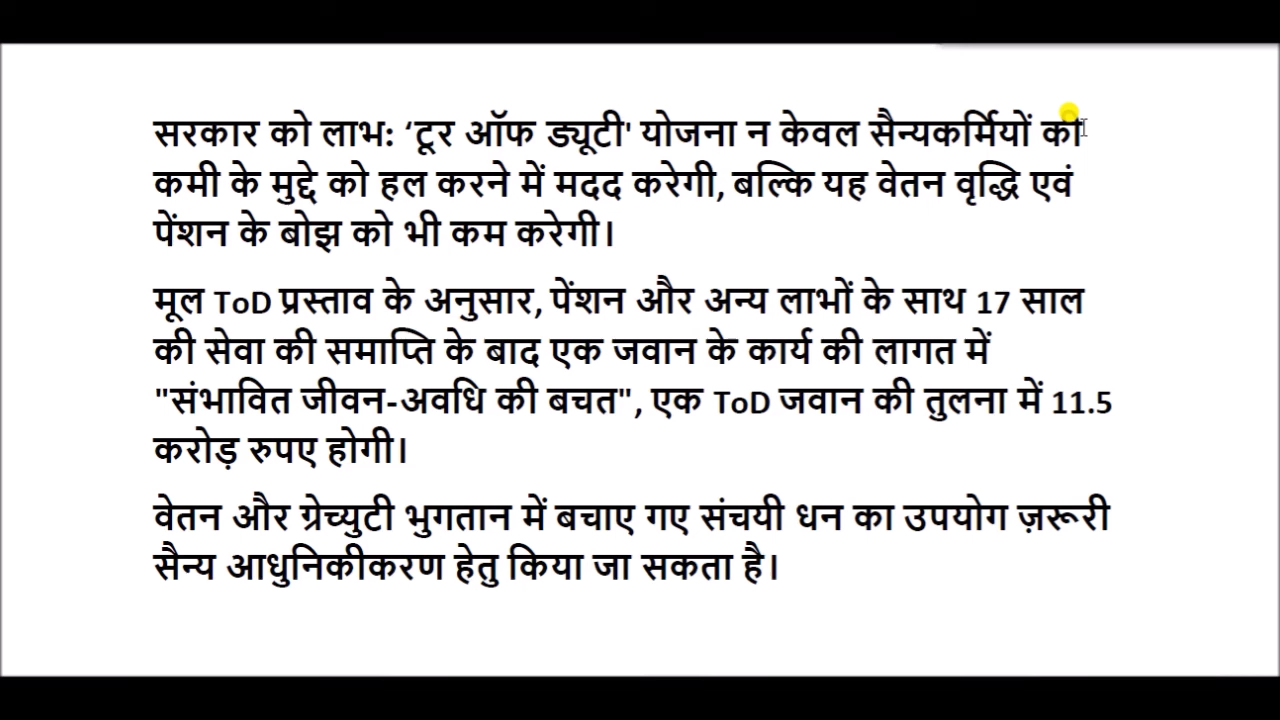 सरकार को लाभ: ‘टूर ऑफ ड्यूटी' योजना न केवल सैन्यकर्मियों की
कमी के मुद्दे को हल करने में मदद करेगी, बल्कि यह वेतन वृद्धि एवं
पेंशन के बोझ को भी कम करेगी।
मूल ToD प्रस्ताव के अनुसार, पेंशन और अन्य लाभों के साथ 17 साल
की सेवा की समाप्ति के बाद एक जवान के कार्य की लागत में
"संभावित जीवन-अवधि की बचत", एक ToD जवान की तुलना में 11.5
करोड़ रुपए होगी।
वेतन और ग्रेच्युटी भुगतान में बचाए गए संचयी धन का उपयोग ज़रूरी
सैन्य आधुनिकीकरण हेतु किया जा सकता है।